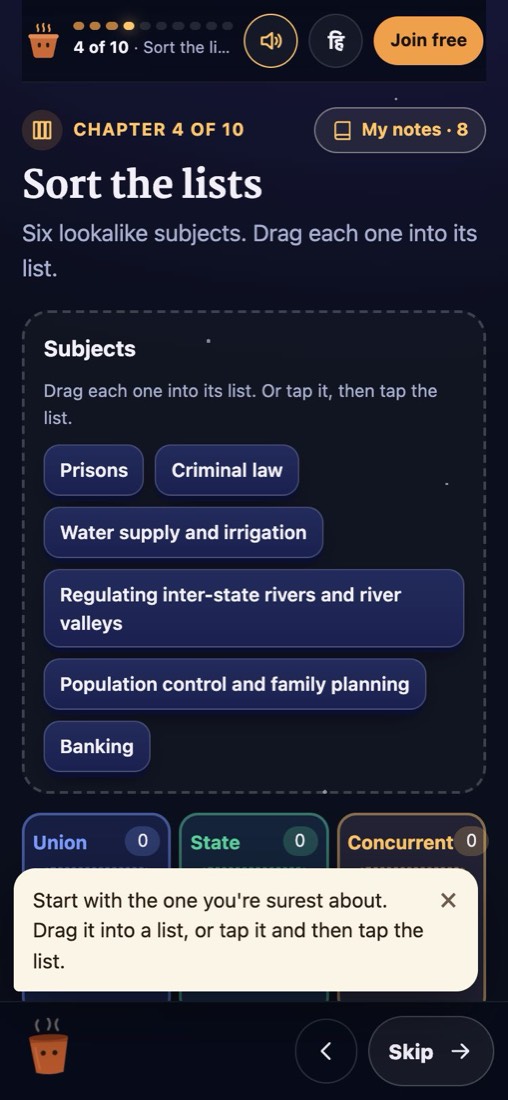 4 of 10 · Sort the li...
हि
Join free
CHAPTER 4 OF 10
My notes · 8
Sort the lists
Six lookalike subjects. Drag each one into its
list.
Subjects
Drag each one into its list. Or tap it, then tap the
list.
Prisons
Criminal law
Water supply and irrigation
Regulating inter-state rivers and river
valleys
Population control and family planning
Banking
Union 0
State 0
Concurrent 0
Start with the one you're surest about.
Drag it into a list, or tap it and then tap the
list.
Skip